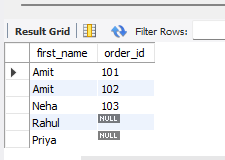 Result Grid Filter Rows:
first_name order_id
Amit 101
Amit 102
Neha 103
Rahul NULL
Priya NULL